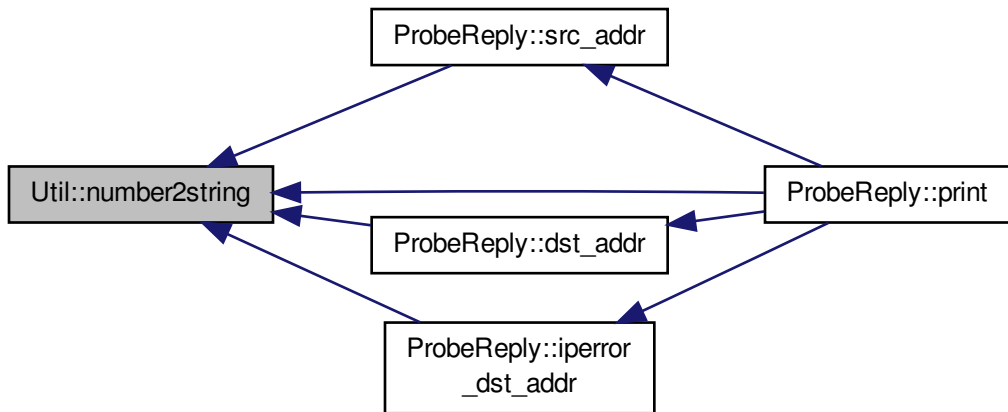 ProbeReply::src_addr
Util::number2string
ProbeReply::print
ProbeReply::dst_addr
ProbeReply::iperror
_dst_addr